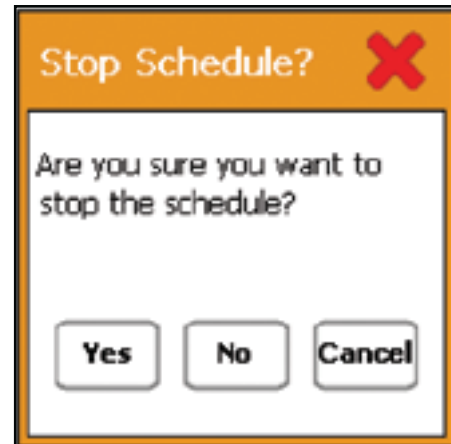 Stop Schedule?
Are you sure you want to
stop the schedule?
Yes No Cancel